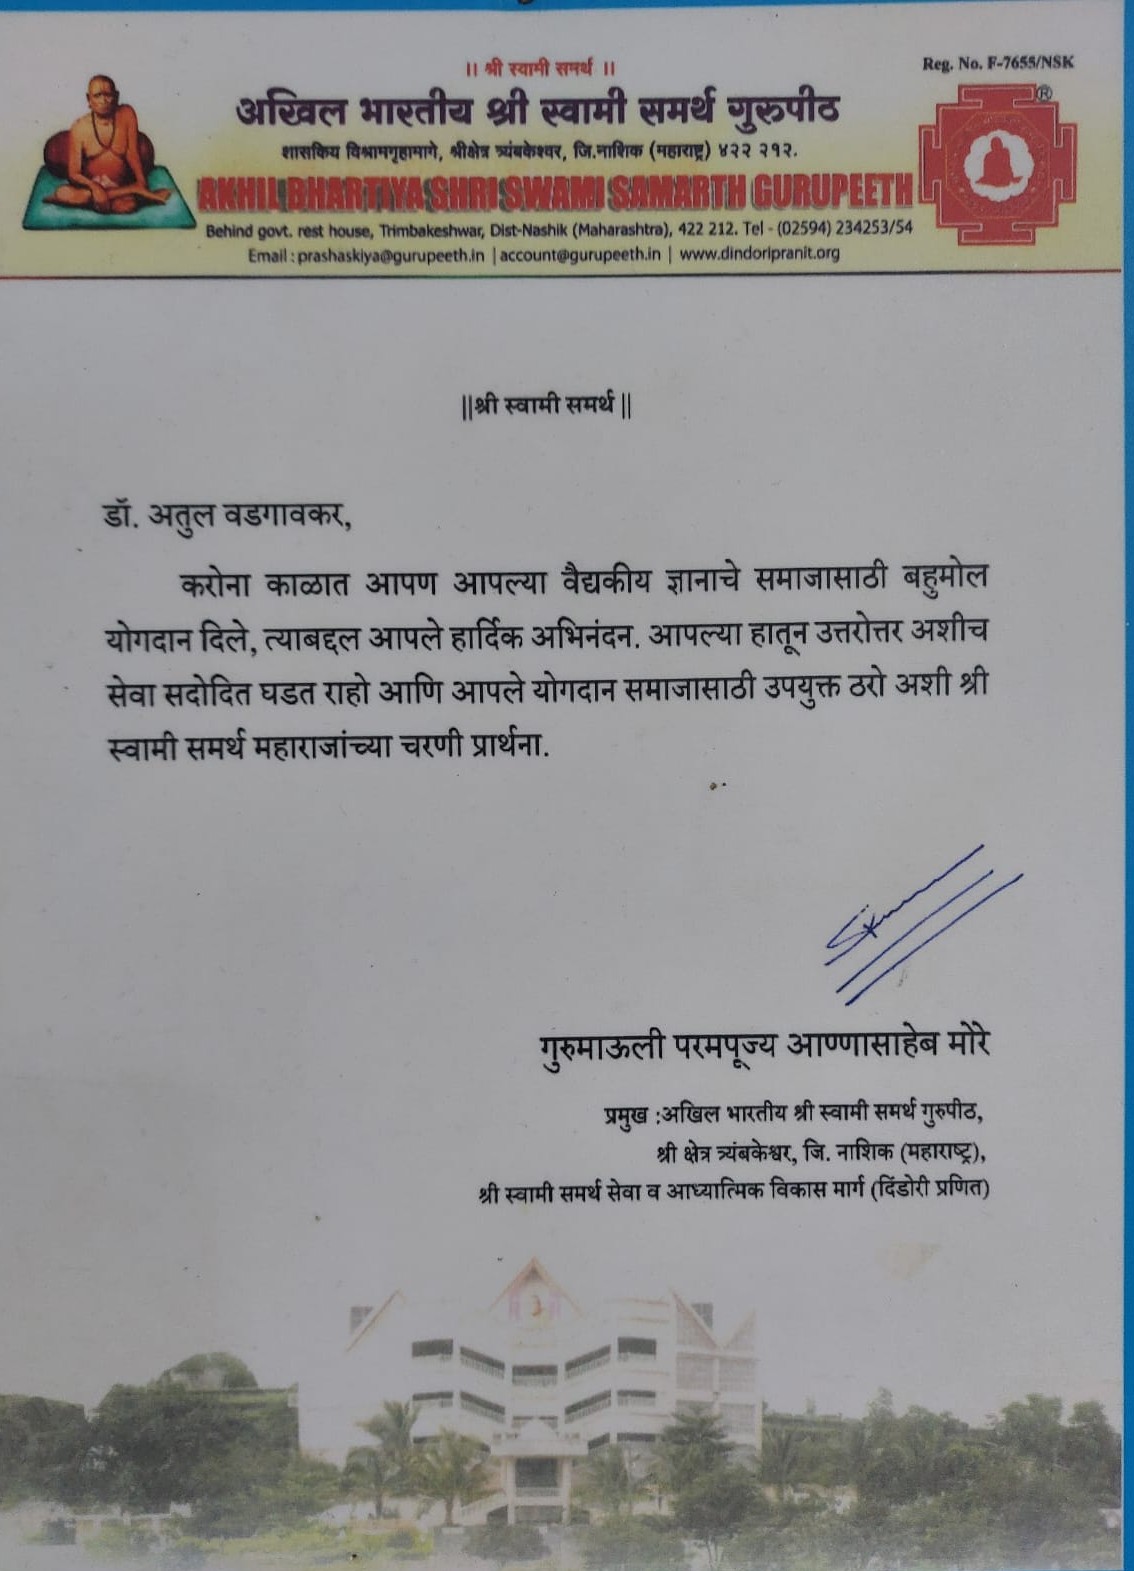 ।। श्री स्वामी समर्थ ।।
Reg. No. F-7655/NSK
अखिल भारतीय श्री स्वामी समर्थ गुरुपीठ
शासकिय विश्रामगृहामागे, श्रीक्षेत्र त्र्यंबकेश्वर, जि.नाशिक (महाराष्ट्र) ४२२ २१२.
AKHIL BHARTIYA SHRI SWAMI SAMARTH GURUPEETH
Behind govt. rest house, Trimbakeshwar, Dist-Nashik (Maharashtra), 422 212. Tel - (02594) 234253/54
Email : prashaskiya@gurupeeth.in | account@gurupeeth.in | www.dindoripranit.org
||श्री स्वामी समर्थ ||
डॉ. अतुल वडगावकर,
करोना काळात आपण आपल्या वैद्यकीय ज्ञानाचे समाजासाठी बहुमोल
योगदान दिले, त्याबद्दल आपले हार्दिक अभिनंदन. आपल्या हातून उत्तरोत्तर अशीच
सेवा सदोदित घडत राहो आणि आपले योगदान समाजासाठी उपयुक्त ठरो अशी श्री
स्वामी समर्थ महाराजांच्या चरणी प्रार्थना.
गुरुमाऊली परमपूज्य आण्णासाहेब मोरे
प्रमुख :अखिल भारतीय श्री स्वामी समर्थ गुरुपीठ,
श्री क्षेत्र त्र्यंबकेश्वर, जि. नाशिक (महाराष्ट्र),
श्री स्वामी समर्थ सेवा व आध्यात्मिक विकास मार्ग (दिंडोरी प्रणित)